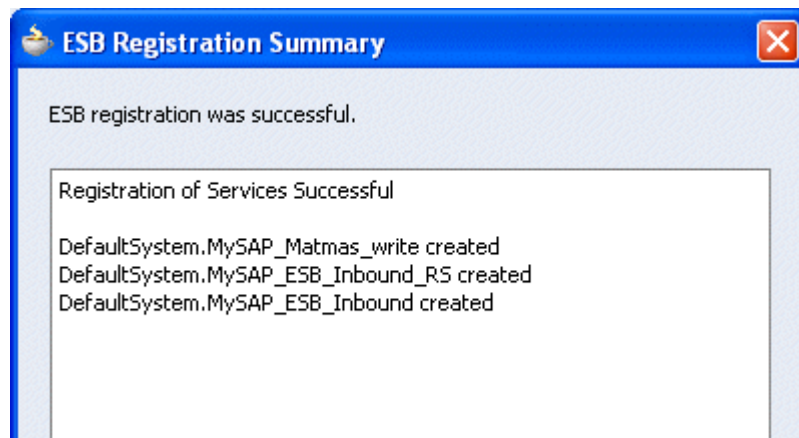 ESB Registration Summary
ESB registration was successful.
Registration of Services Successful
DefaultSystem.MySAP_Matmas_write created
DefaultSystem.MySAP_ESB_Inbound_RS created
DefaultSystem.MySAP_ESB_Inbound created